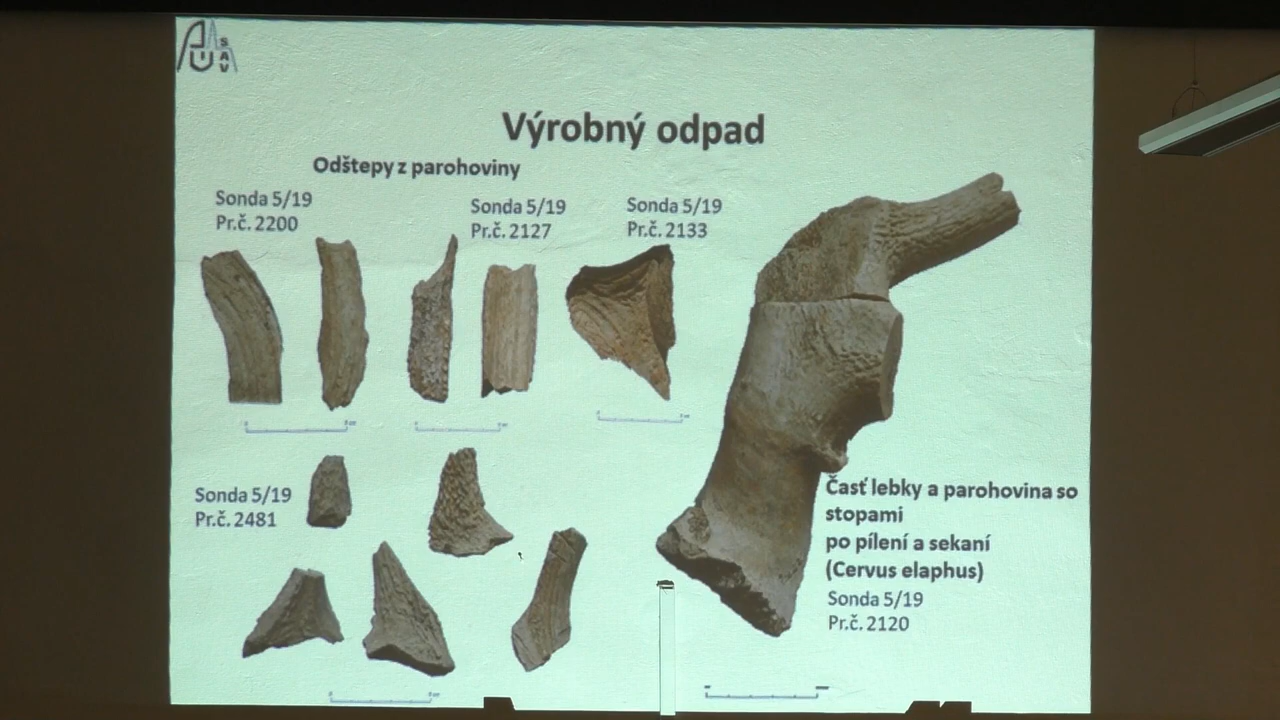 AÚ SAV
Výrobný odpad
Odštepy z parohoviny
Sonda 5/19
Pr.č. 2200
Sonda 5/19
Pr.č. 2127
Sonda 5/19
Pr.č. 2133
Sonda 5/19
Pr.č. 2481
Časť lebky a parohovina so
stopami
po pílení a sekaní
(Cervus elaphus)
Sonda 5/19
Pr.č. 2120